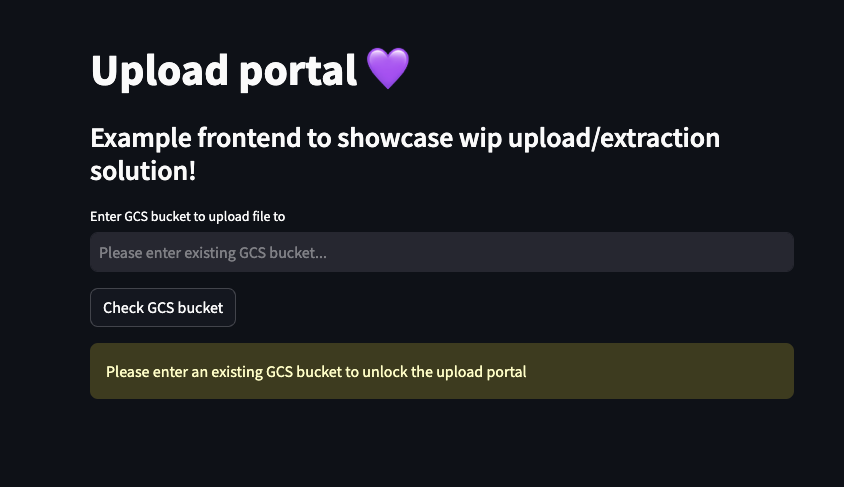 Upload portal 💜
Example frontend to showcase wip upload/extraction
solution!
Enter GCS bucket to upload file to
Please enter existing GCS bucket...
Check GCS bucket
Please enter an existing GCS bucket to unlock the upload portal